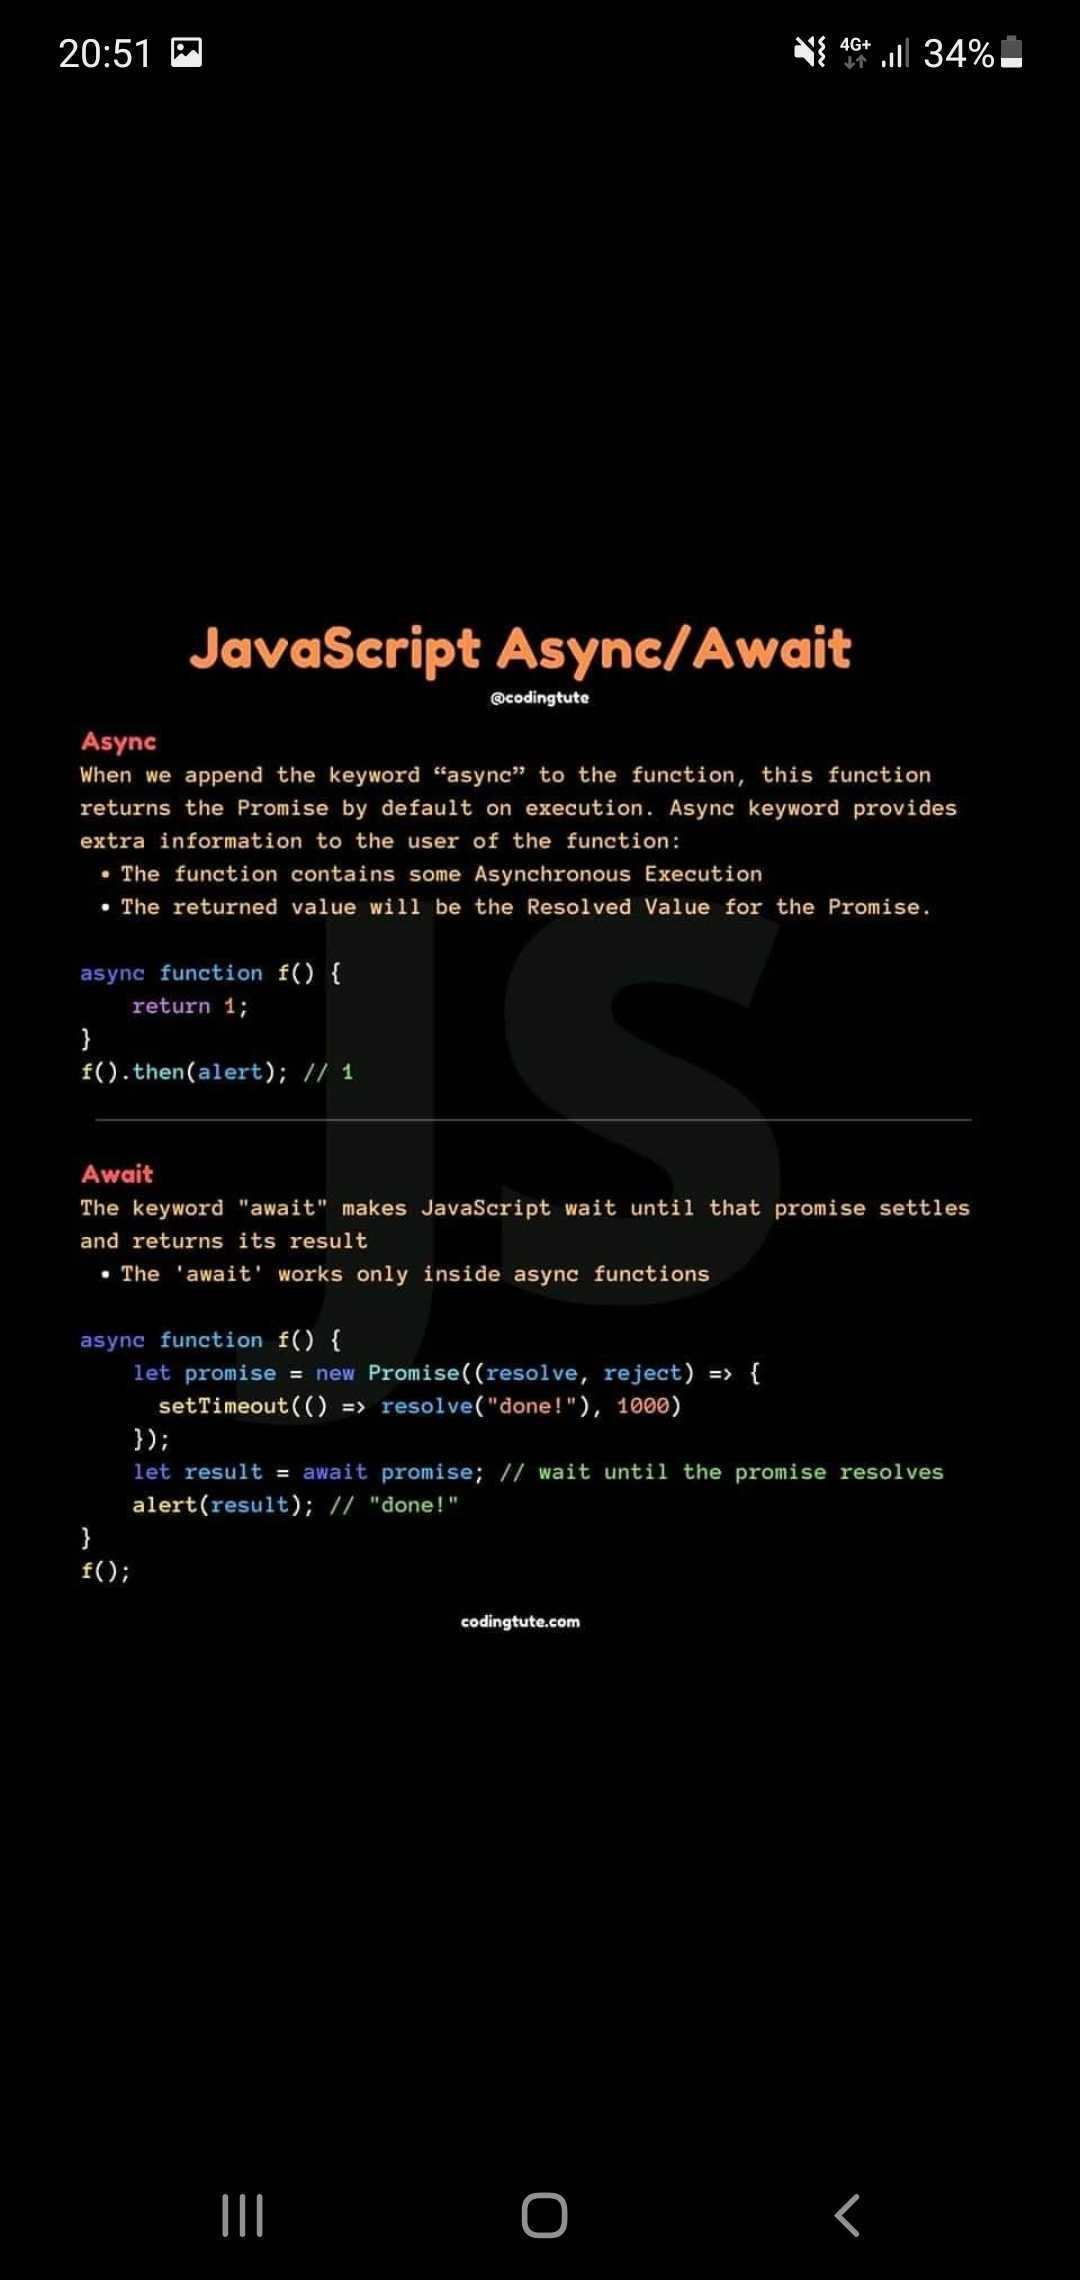 20:51 4G+ 34%
JavaScript Async/Await
@codingtute
Async
When we append the keyword “async” to the function, this function
returns the Promise by default on execution. Async keyword provides
extra information to the user of the function:
• The function contains some Asynchronous Execution
• The returned value will be the Resolved Value for the Promise.
async function f() {
    return 1;
}
f().then(alert); // 1
Await
The keyword "await" makes JavaScript wait until that promise settles
and returns its result
• The 'await' works only inside async functions
async function f() {
    let promise = new Promise((resolve, reject) => {
      setTimeout(() => resolve("done!"), 1000)
    });
    let result = await promise; // wait until the promise resolves
    alert(result); // "done!"
}
f();
codingtute.com
JS